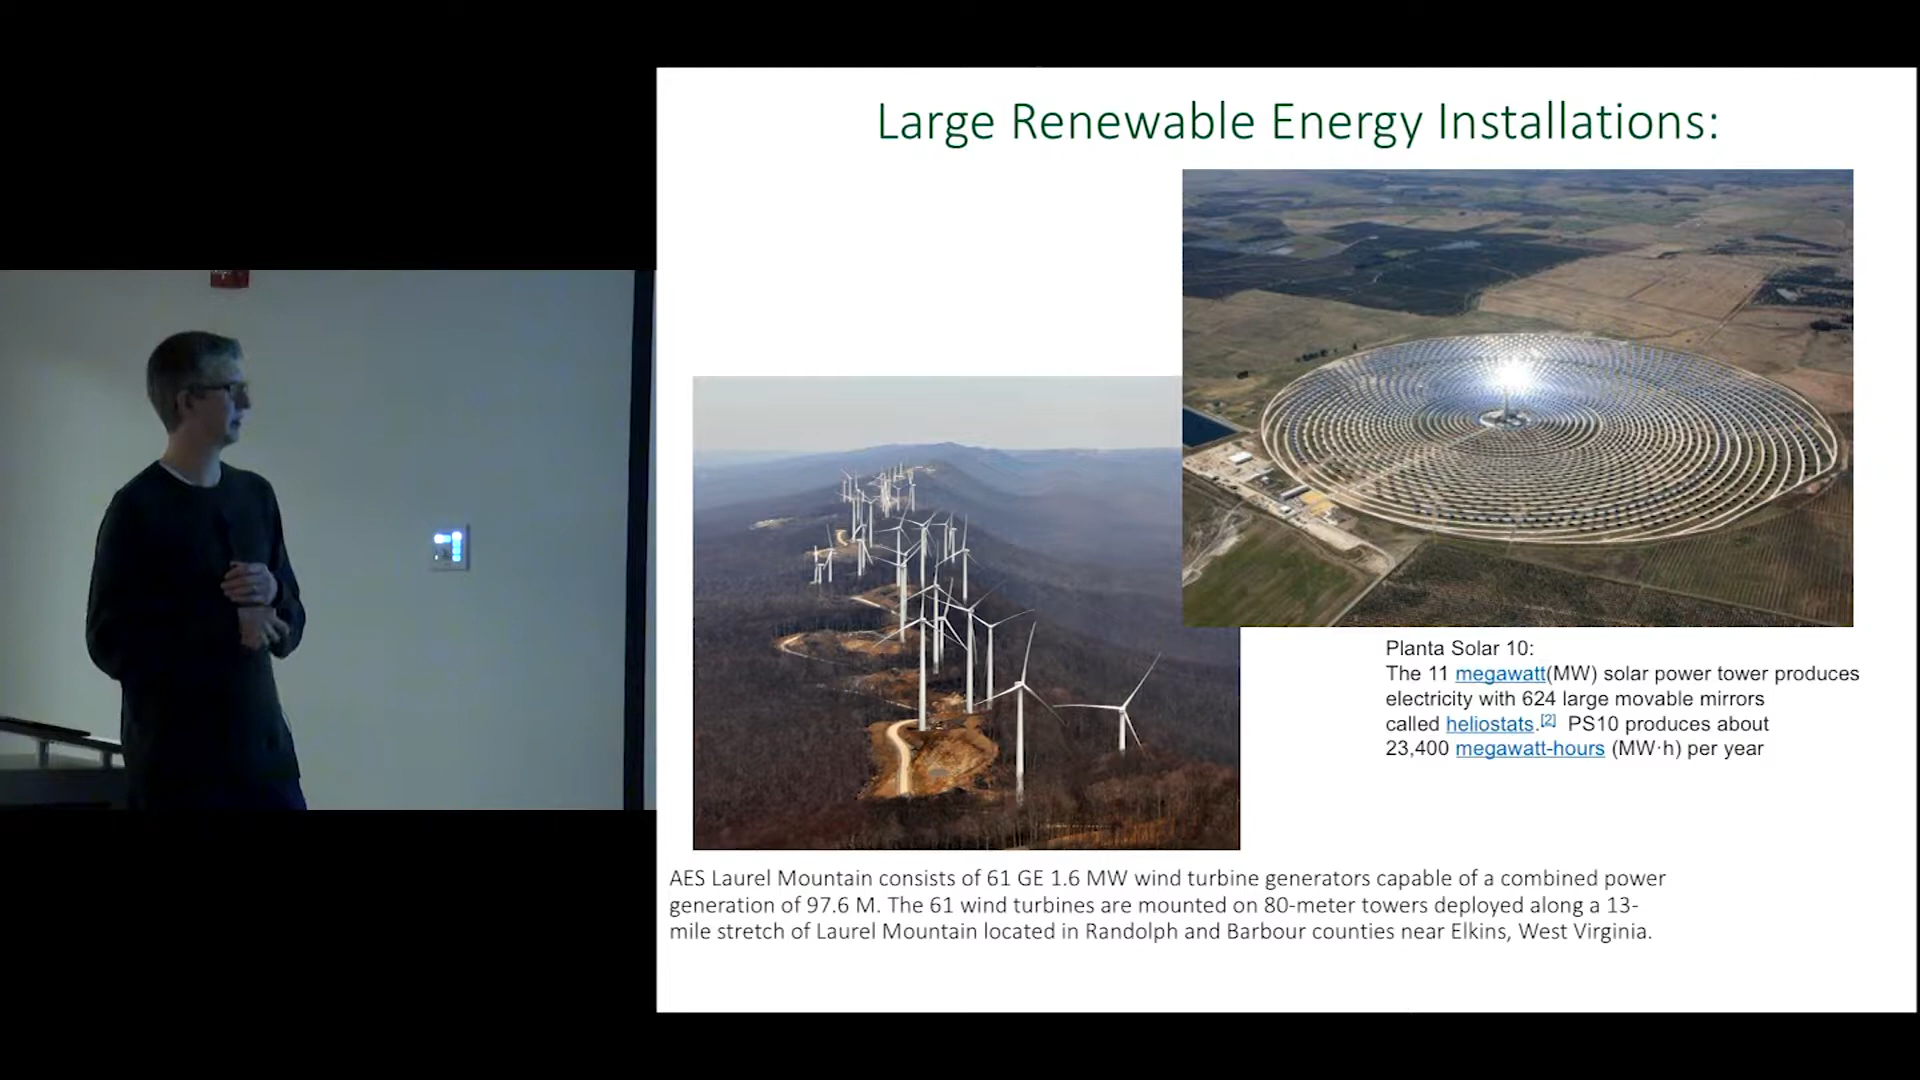 Large Renewable Energy Installations:
Planta Solar 10:
The 11 megawatt(MW) solar power tower produces
electricity with 624 large movable mirrors
called heliostats.[2] PS10 produces about
23,400 megawatt-hours (MW·h) per year
AES Laurel Mountain consists of 61 GE 1.6 MW wind turbine generators capable of a combined power
generation of 97.6 M. The 61 wind turbines are mounted on 80-meter towers deployed along a 13-
mile stretch of Laurel Mountain located in Randolph and Barbour counties near Elkins, West Virginia.